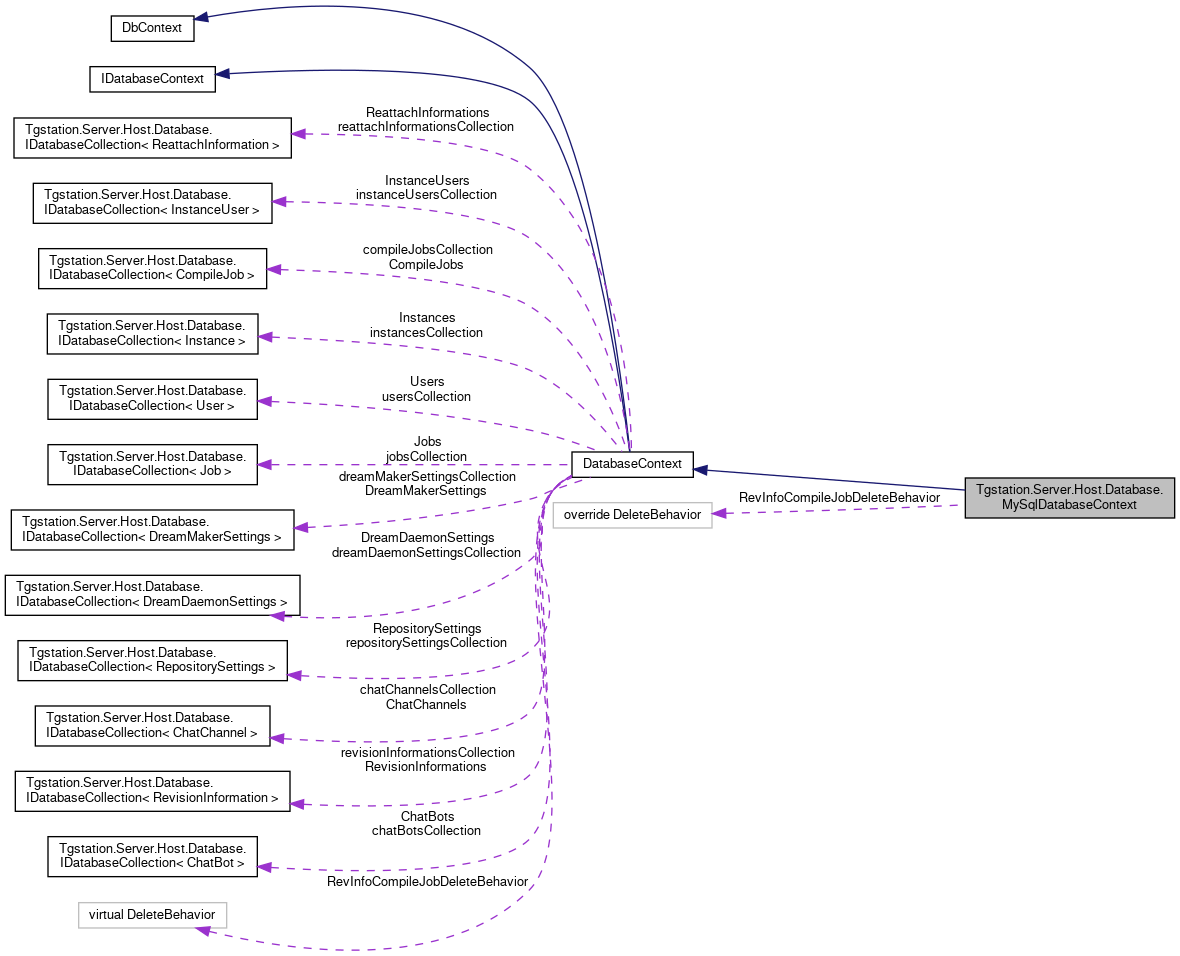 DbContext
IDatabaseContext
ReattachInformations
reattachInformationsCollection
Tgstation.Server.Host.Database.
IDatabaseCollection< ReattachInformation >
InstanceUsers
instanceUsersCollection
Tgstation.Server.Host.Database.
IDatabaseCollection< InstanceUser >
compileJobsCollection
CompileJobs
Tgstation.Server.Host.Database.
IDatabaseCollection< CompileJob >
Instances
instancesCollection
Tgstation.Server.Host.Database.
IDatabaseCollection< Instance >
Users
usersCollection
Tgstation.Server.Host.Database.
IDatabaseCollection< User >
Jobs
jobsCollection
Tgstation.Server.Host.Database.
IDatabaseCollection< Job >
DatabaseContext
dreamMakerSettingsCollection
DreamMakerSettings
RevInfoCompileJobDeleteBehavior
Tgstation.Server.Host.Database.
MySqlDatabaseContext
override DeleteBehavior
Tgstation.Server.Host.Database.
IDatabaseCollection< DreamMakerSettings >
DreamDaemonSettings
dreamDaemonSettingsCollection
Tgstation.Server.Host.Database.
IDatabaseCollection< DreamDaemonSettings >
RepositorySettings
repositorySettingsCollection
Tgstation.Server.Host.Database.
IDatabaseCollection< RepositorySettings >
chatChannelsCollection
ChatChannels
Tgstation.Server.Host.Database.
IDatabaseCollection< ChatChannel >
revisionInformationsCollection
RevisionInformations
Tgstation.Server.Host.Database.
IDatabaseCollection< RevisionInformation >
ChatBots
chatBotsCollection
Tgstation.Server.Host.Database.
IDatabaseCollection< ChatBot >
RevInfoCompileJobDeleteBehavior
virtual DeleteBehavior